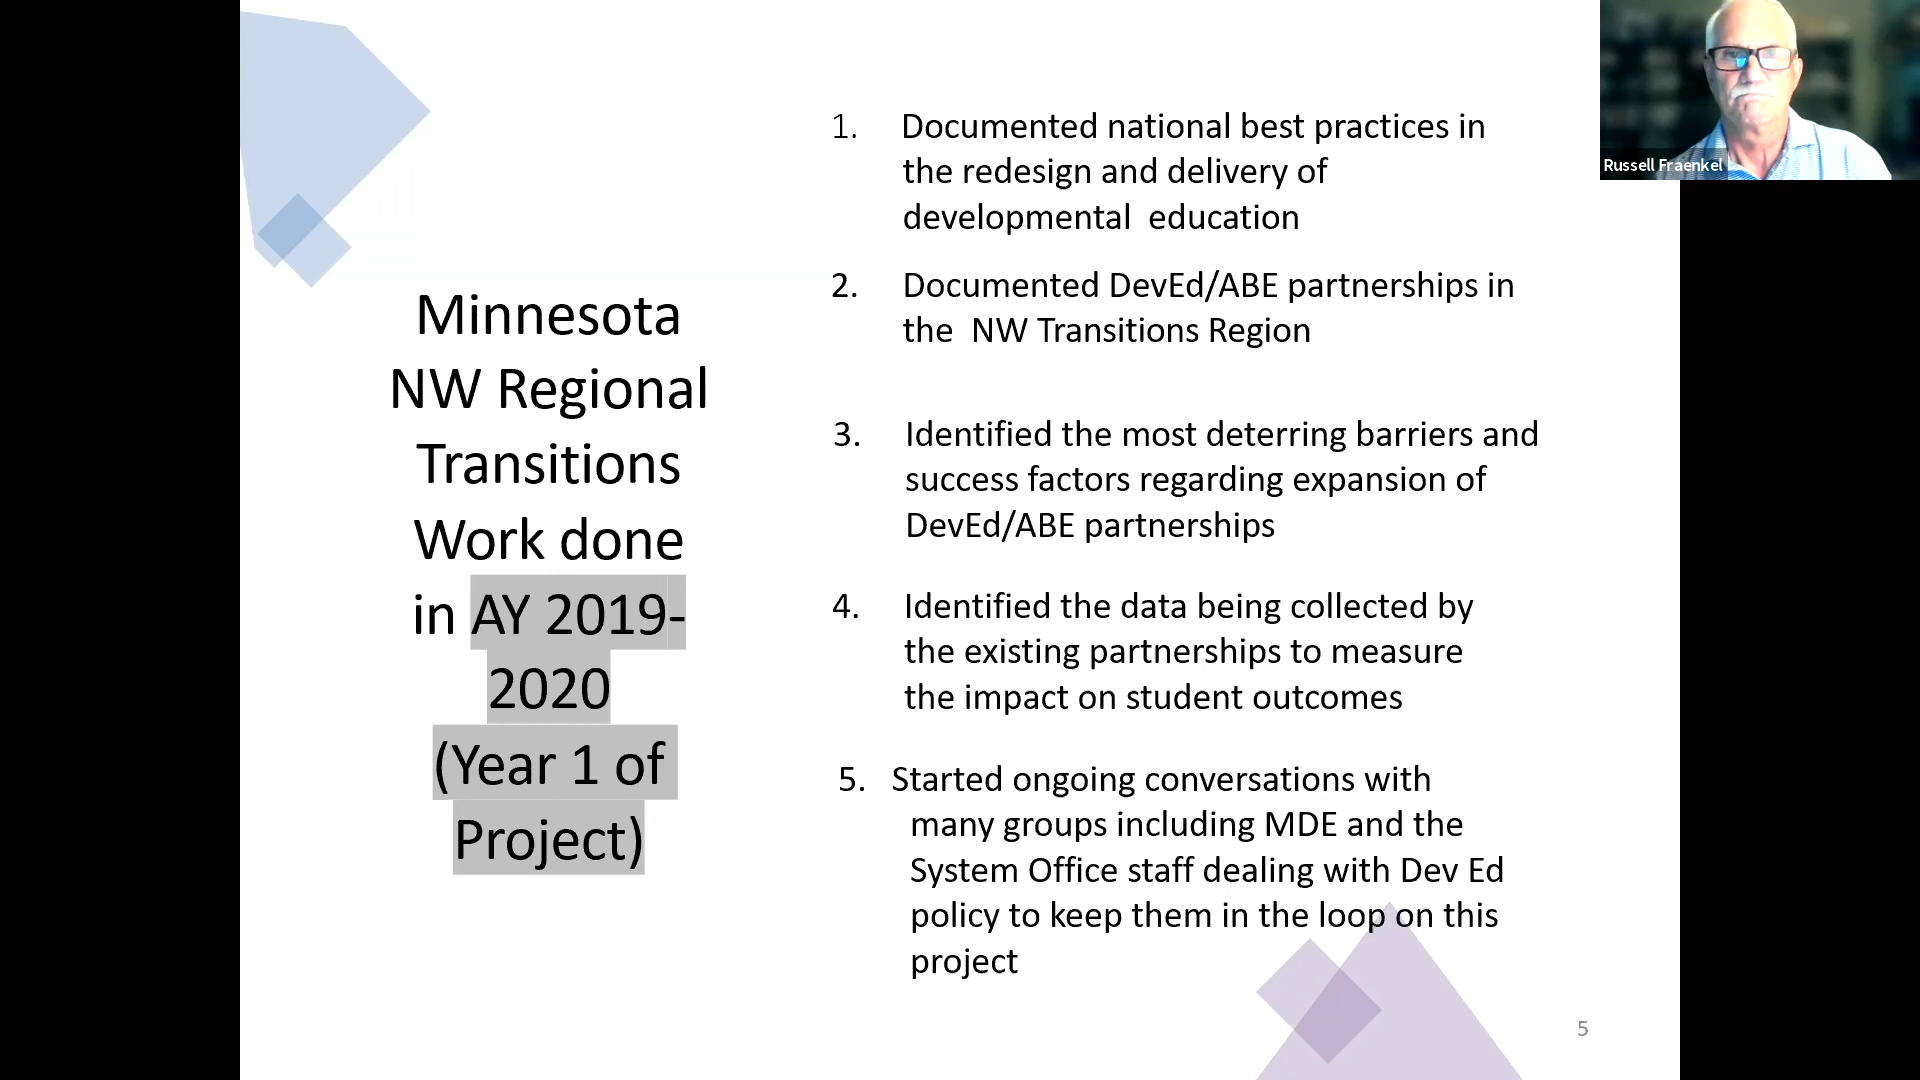 Minnesota
NW Regional
Transitions
Work done
in AY 2019-
2020
(Year 1 of
Project)
1. Documented national best practices in
the redesign and delivery of
developmental education
2. Documented DevEd/ABE partnerships in
the NW Transitions Region
3. Identified the most deterring barriers and
success factors regarding expansion of
DevEd/ABE partnerships
4. Identified the data being collected by
the existing partnerships to measure
the impact on student outcomes
5. Started ongoing conversations with
many groups including MDE and the
System Office staff dealing with Dev Ed
policy to keep them in the loop on this
project
5
Russell Fraenkel